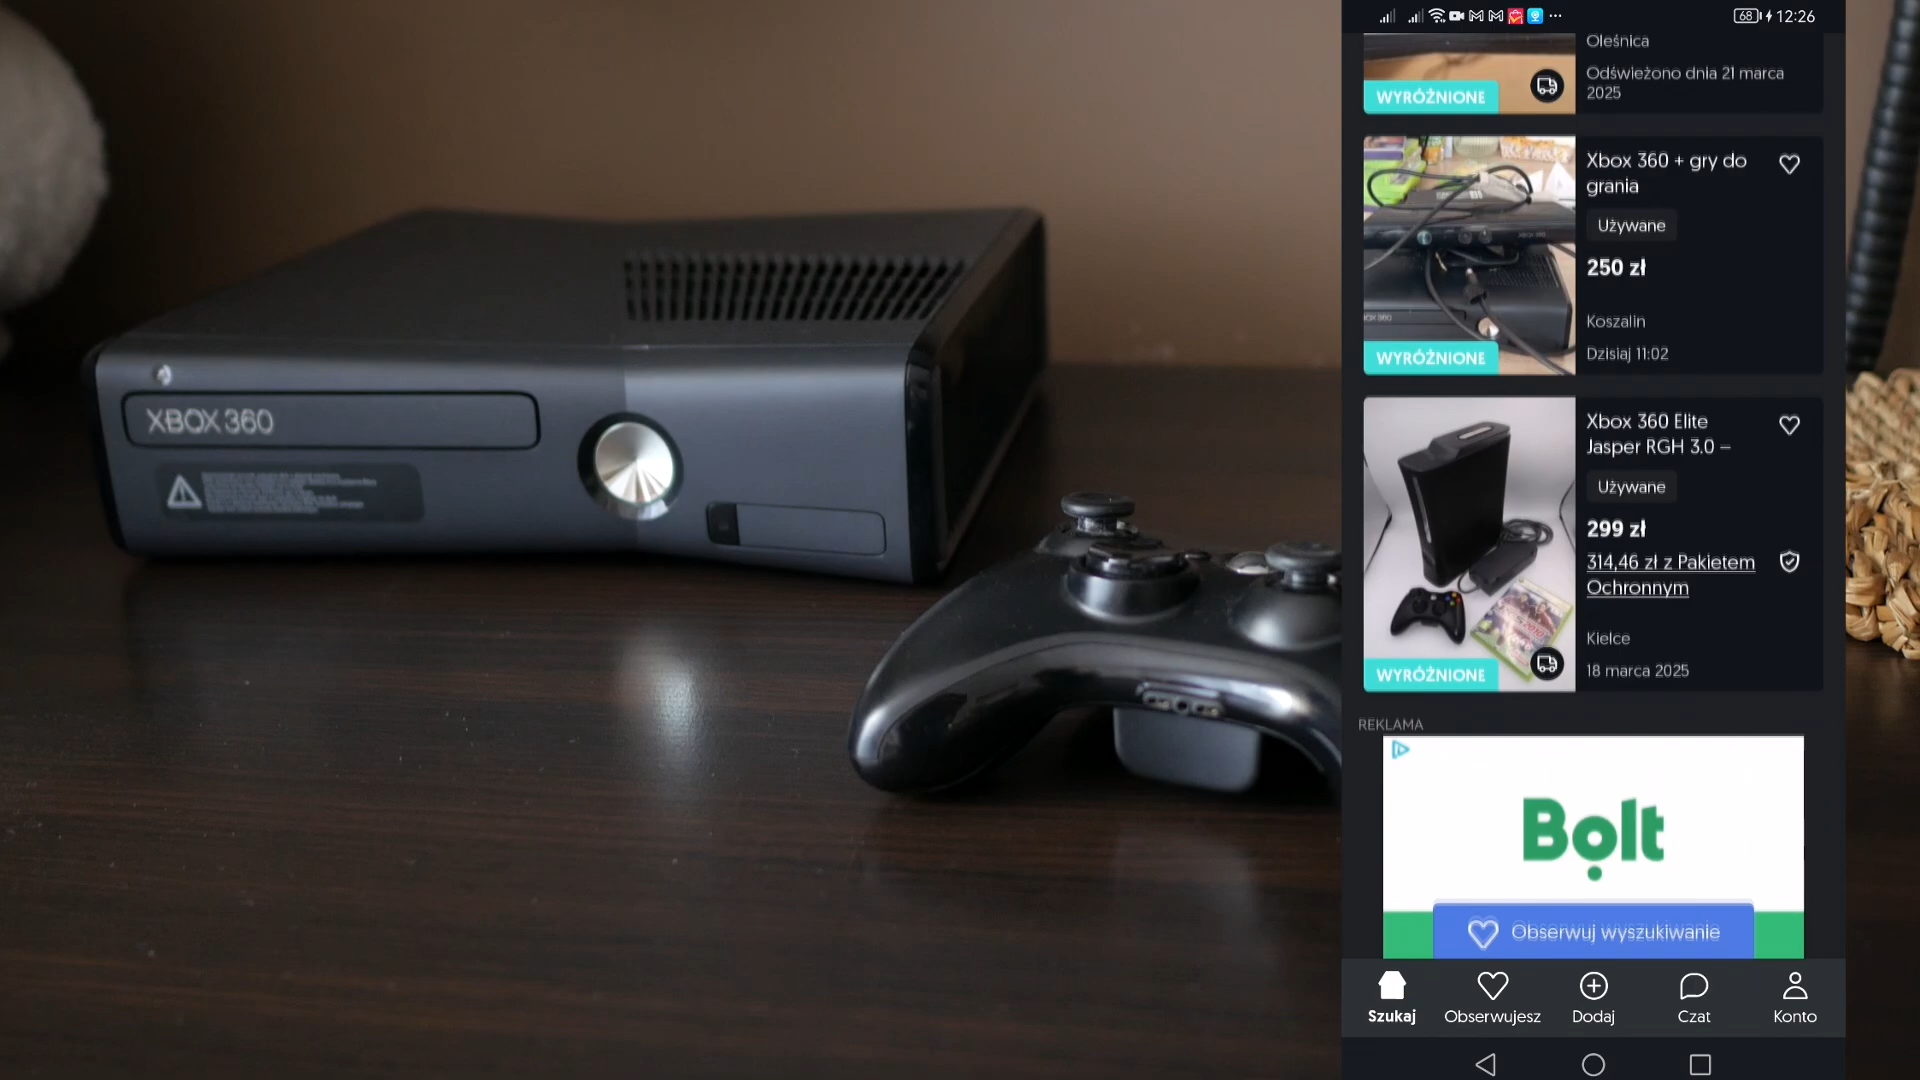 XBOX 360
68 12:26
Oleśnica
Odświeżono dnia 21 marca
2025
WYRÓŻNIONE
Xbox 360 + gry do
grania
Używane
250 zł
Koszalin
Dzisiaj 11:02
WYRÓŻNIONE
Xbox 360 Elite
Jasper RGH 3.0 –
Używane
299 zł
314,46 zł z Pakietem
Ochronnym
Kielce
18 marca 2025
WYRÓŻNIONE
REKLAMA
Bolt
Obserwuj wyszukiwanie
Szukaj
Obserwujesz
Dodaj
Czat
Konto